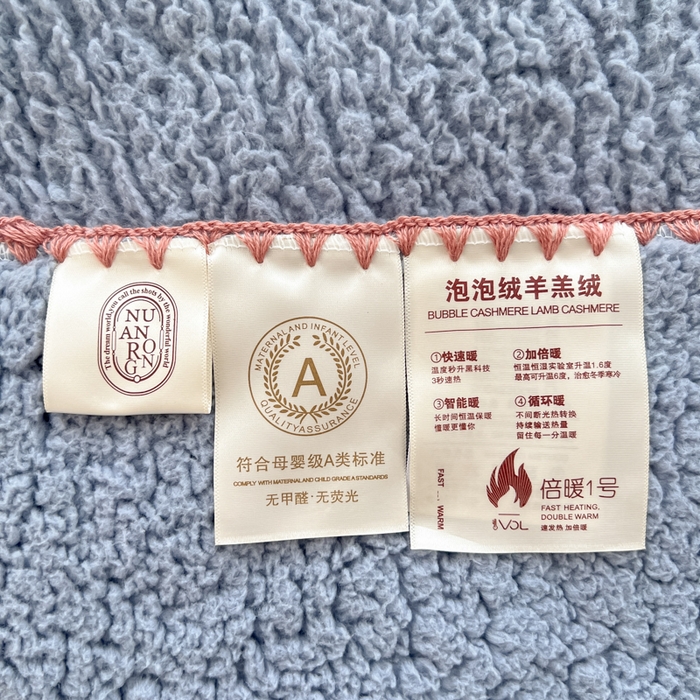 The dream world, you call the shots by the wonderful world
NUANRONG
MATERNAL AND INFANT LEVEL
A
QUALITYASSURANCE
符合母婴级A类标准
COMPLY WITH MATERNAL AND CHILD GRADE A STANDARDS
无甲醛·无荧光
泡泡绒羊羔绒
BUBBLE CASHMERE LAMB CASHMERE
①快速暖
温度秒升黑科技
3秒速热
②加倍暖
恒温恒湿实验室升温1.6度
最高可升温6度，治愈冬季寒冷
③智能暖
长时间恒温保暖
懂暖更懂你
④循环暖
不间断光热转换
持续输送热量
留住每一分温暖
FAST ... WARM
VOL
倍暖1号
FAST HEATING,
DOUBLE WARM
速发热 加倍暖